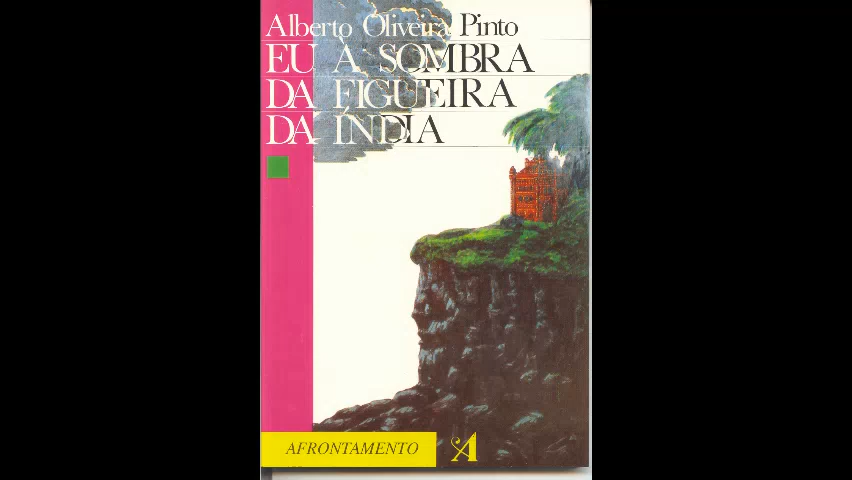 Alberto Oliveira Pinto
EU À SOMBRA
DA FIGUEIRA
DA ÍNDIA
AFRONTAMENTO
A